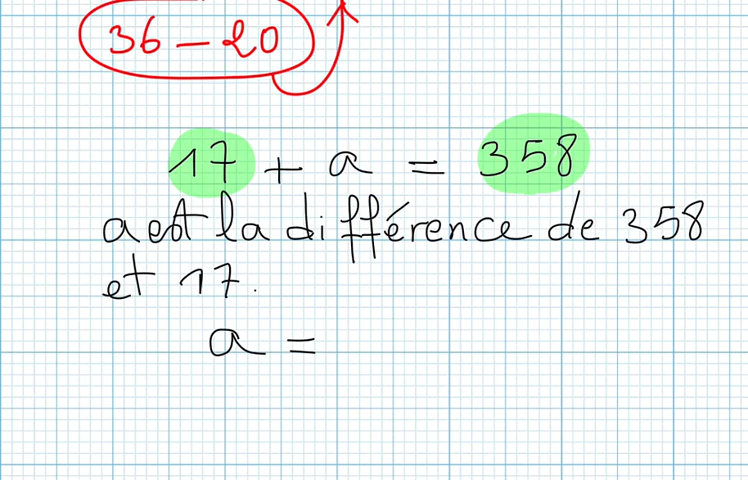 36 - 20
17 + a = 358
a est la différence de 358
et 17.
a =